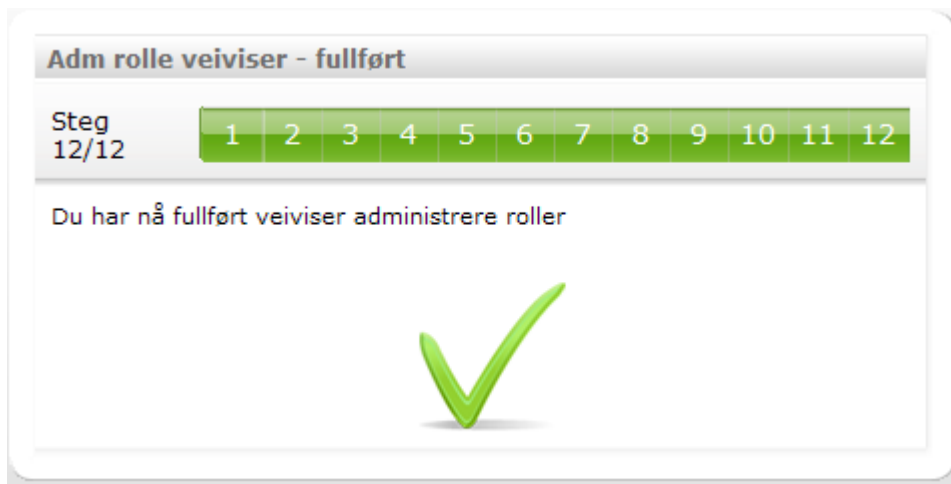 Adm rolle veiviser - fullført
Steg
12/12
1 2 3 4 5 6 7 8 9 10 11 12
Du har nå fullført veiviser administrere roller